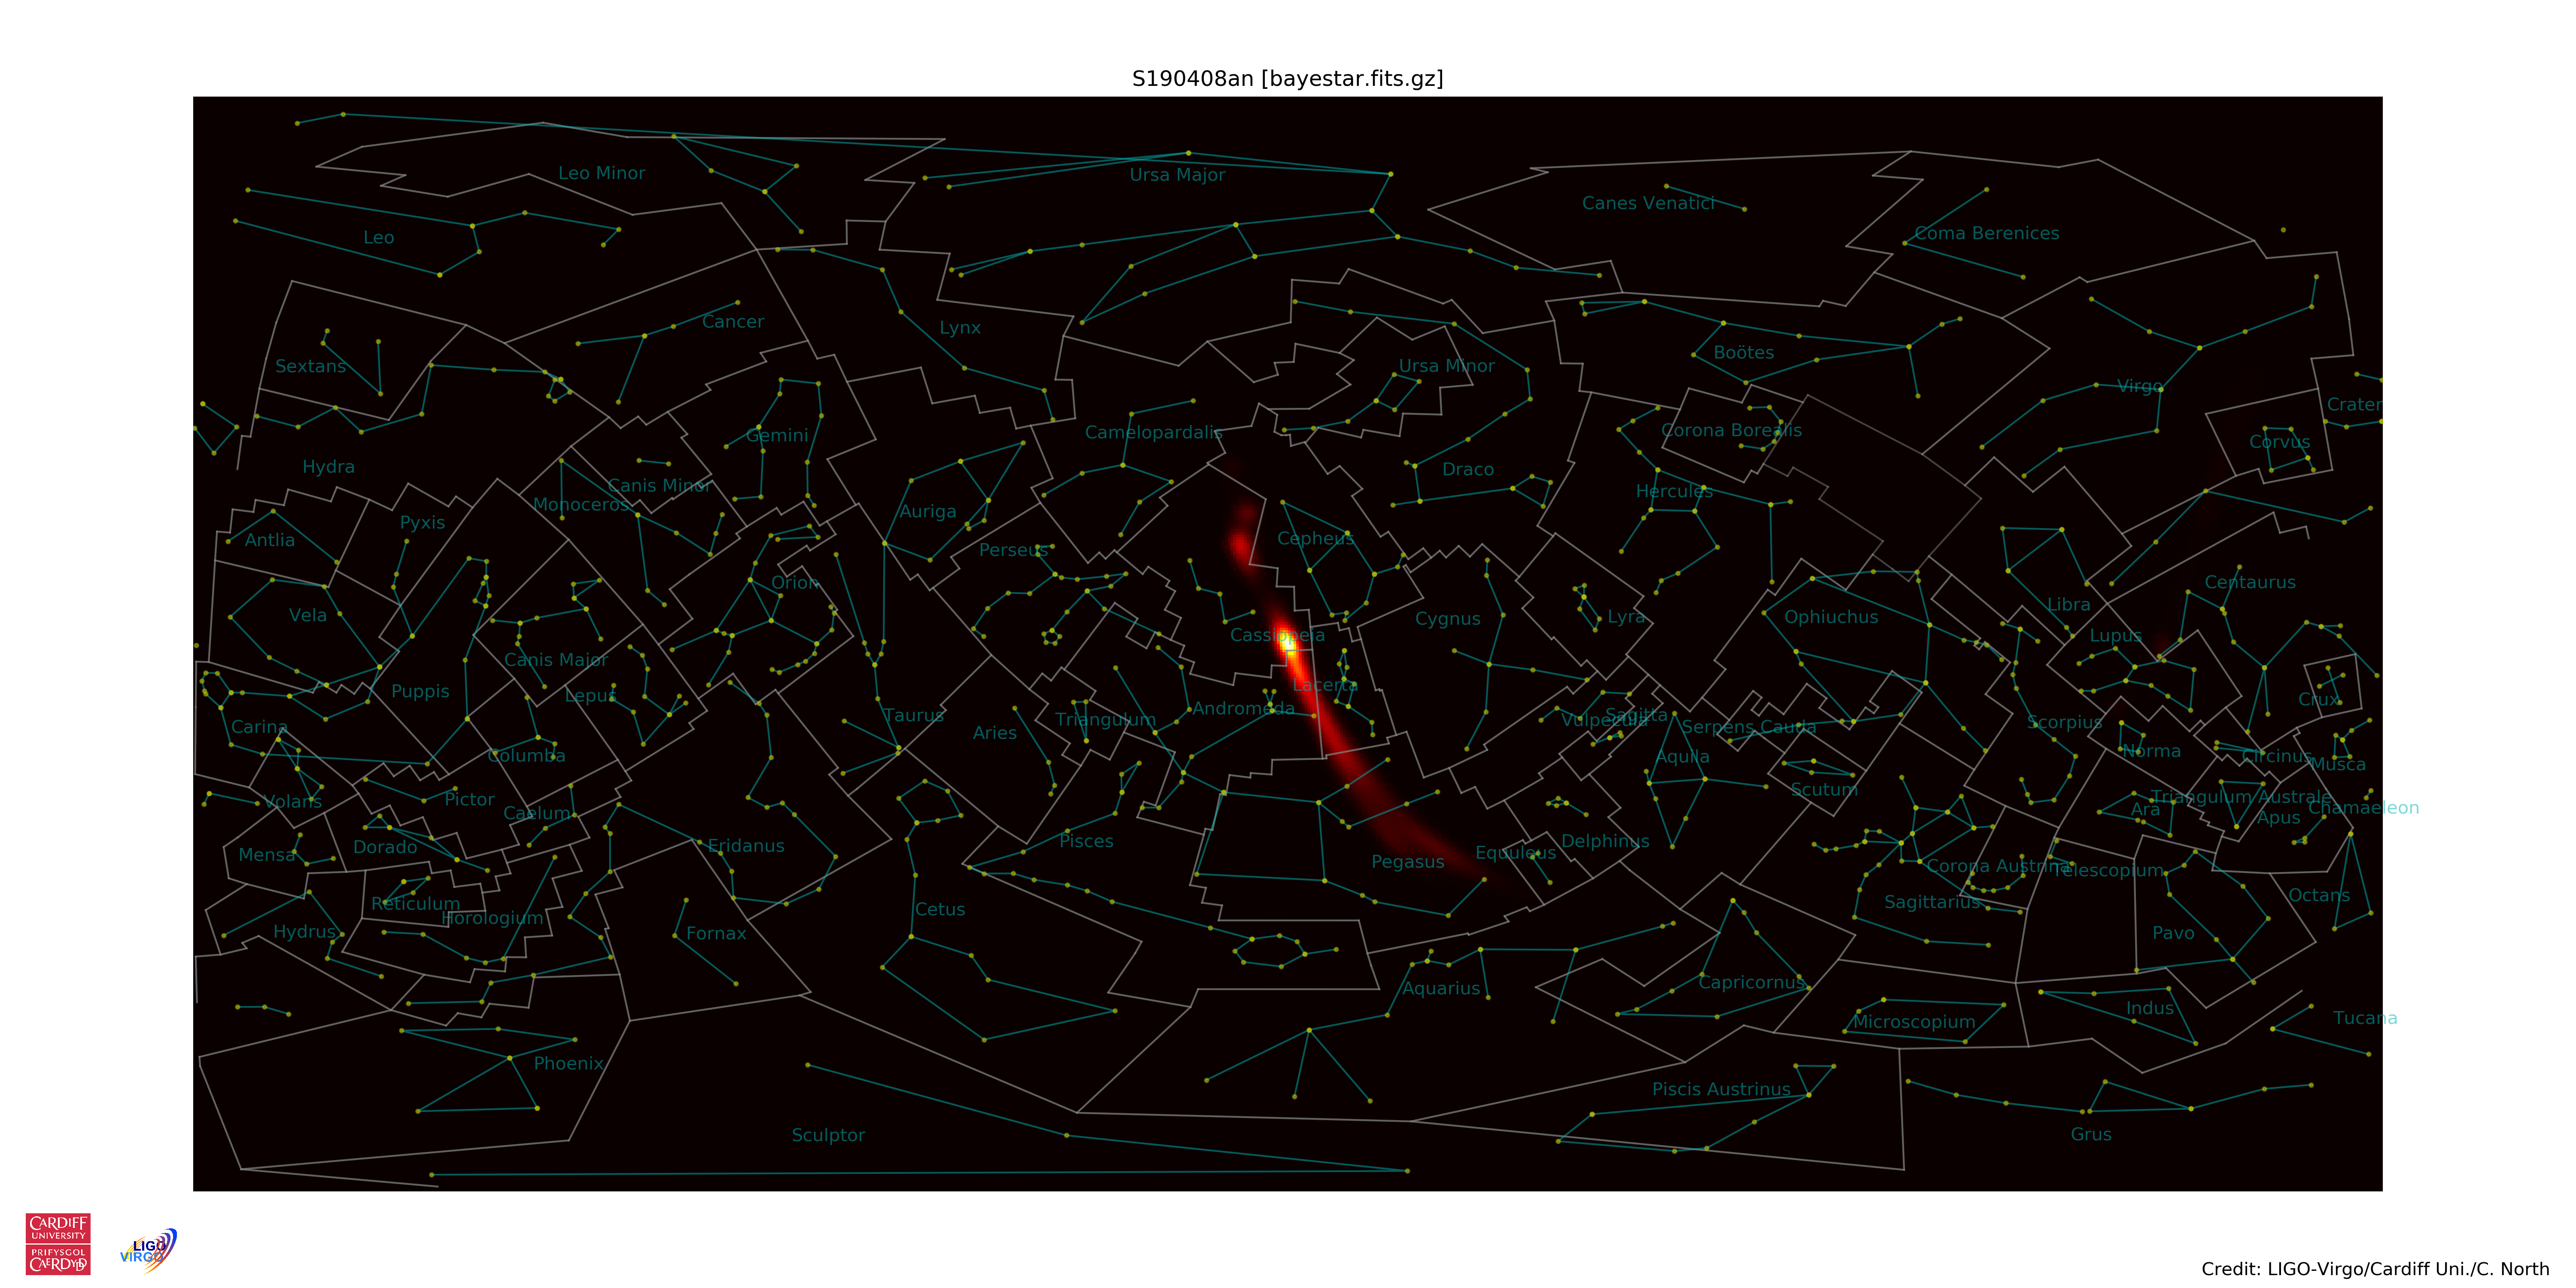 S190408an [bayestar.fits.gz]
Leo Minor
Ursa Major
Canes Venatici
Coma Berenices
Leo
Cancer
Lynx
Sextans
Ursa Minor
Boötes
Virgo
Crater
Gemini
Camelopardalis
Corona Borealis
Corvus
Hydra
Draco
Canis Minor
Hercules
Monoceros
Auriga
Pyxis
Antlia
Perseus
Cepheus
Orion
Centaurus
Vela
Cassiopeia
Cygnus
Lyra
Ophiuchus
Libra
Lupus
Canis Major
Puppis
Lepus
Lacerta
Andromeda
Taurus
Triangulum
Vulpecula
Sagitta
Serpens Cauda
Scorpius
Crux
Carina
Aries
Columba
Aquila
Norma
Circinus
Musca
Volans
Pictor
Caelum
Scutum
Triangulum Australe
Ara
Apus
Chamaeleon
Mensa
Dorado
Eridanus
Pisces
Pegasus
Equuleus
Delphinus
Corona Austrina
Telescopium
Reticulum
Horologium
Cetus
Sagittarius
Octans
Hydrus
Fornax
Pavo
Aquarius
Capricornus
Microscopium
Indus
Tucana
Phoenix
Piscis Austrinus
Sculptor
Grus
CARDIFF
UNIVERSITY
PRIFYSGOL
CAERDYDD
LIGO
VIRGO
Credit: LIGO-Virgo/Cardiff Uni./C. North